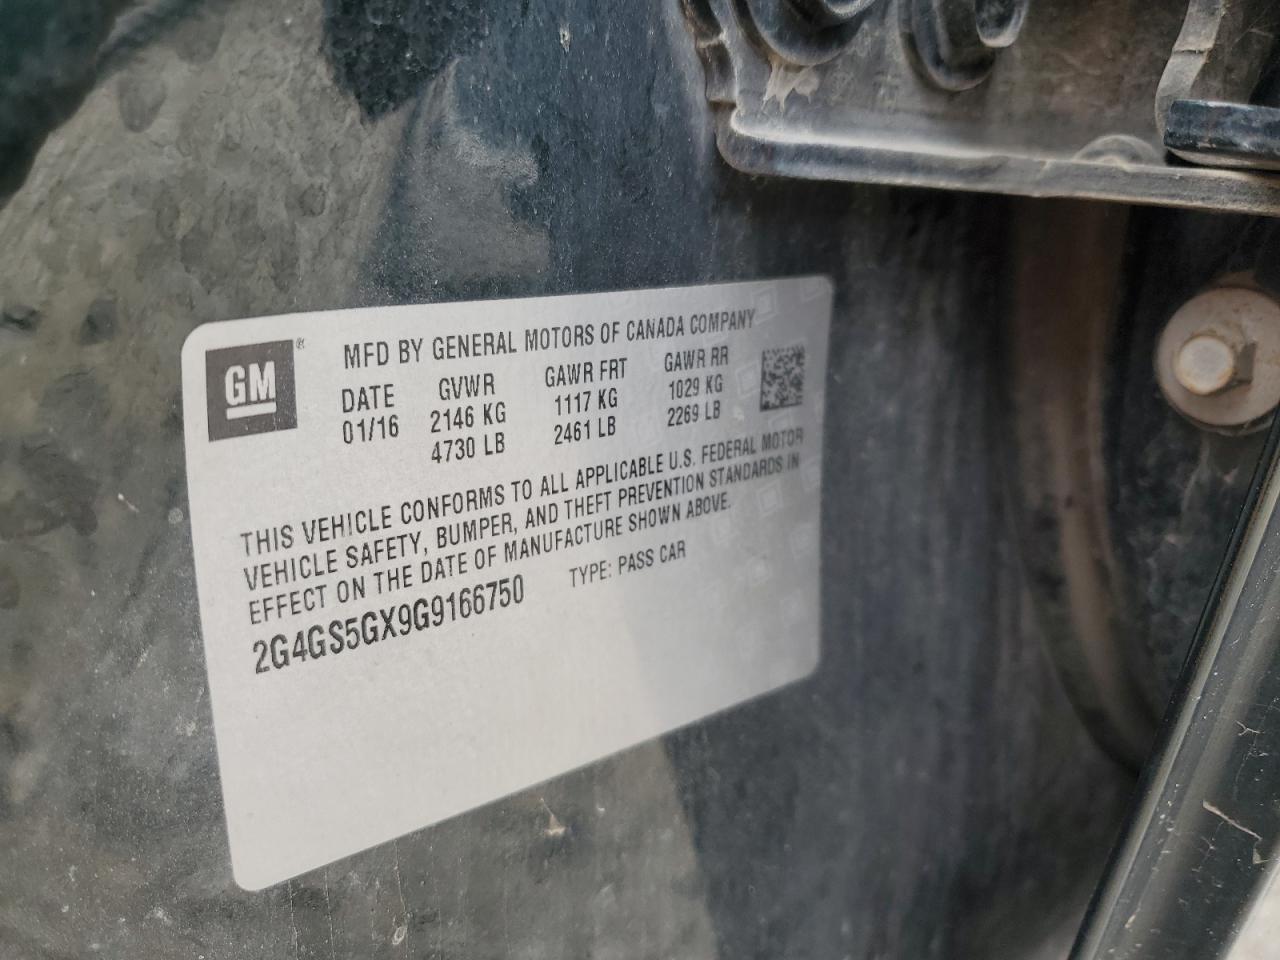 GM®
MFD BY GENERAL MOTORS OF CANADA COMPANY
DATE GVWR GAWR FRT GAWR RR
01/16 2146 KG 1117 KG 1029 KG
4730 LB 2461 LB 2269 LB
THIS VEHICLE CONFORMS TO ALL APPLICABLE U.S. FEDERAL MOTOR
VEHICLE SAFETY, BUMPER, AND THEFT PREVENTION STANDARDS IN
EFFECT ON THE DATE OF MANUFACTURE SHOWN ABOVE.
2G4GS5GX9G9166750 TYPE: PASS CAR